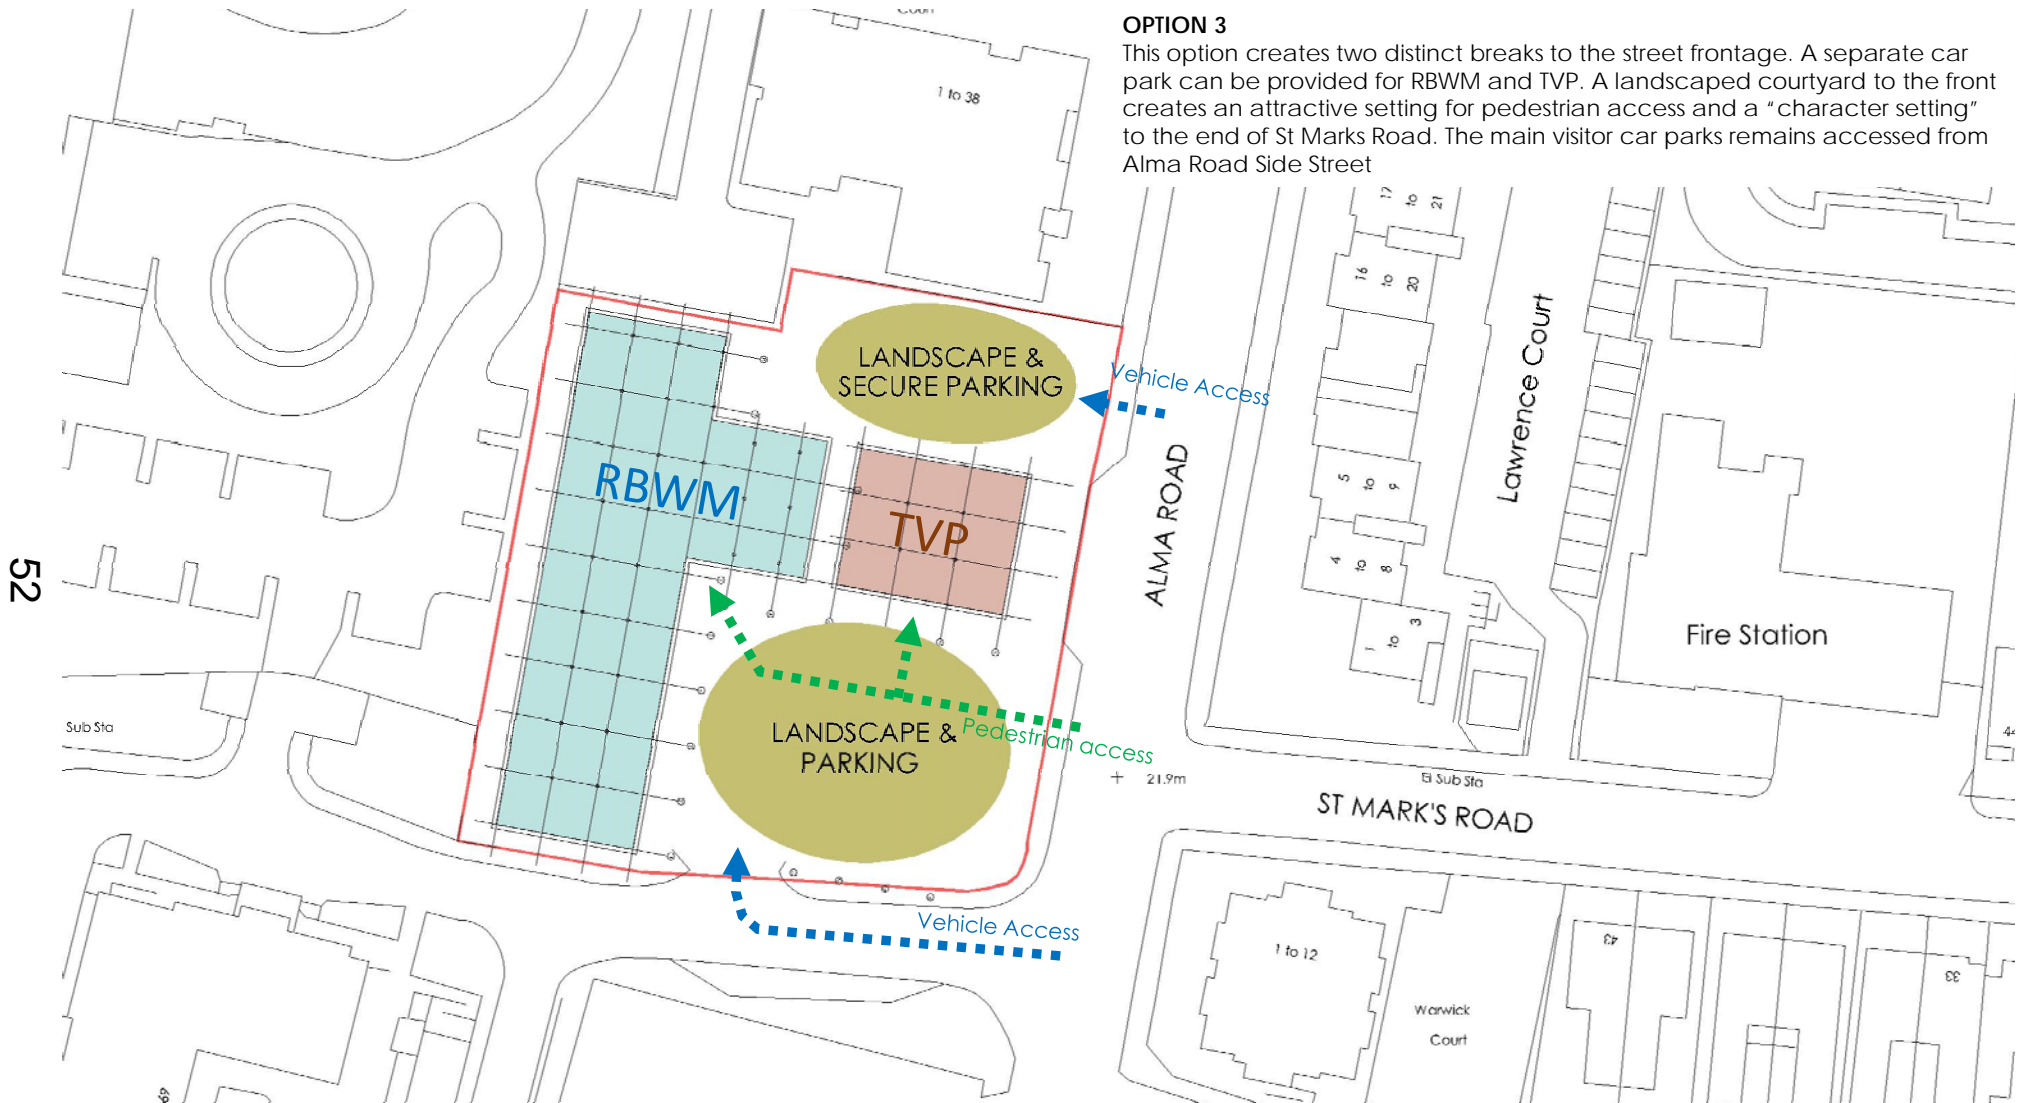 OPTION 3
This option creates two distinct breaks to the street frontage. A separate car
park can be provided for RBWM and TVP. A landscaped courtyard to the front
creates an attractive setting for pedestrian access and a “character setting”
to the end of St Marks Road. The main visitor car parks remains accessed from
Alma Road Side Street
1 to 38
17
to
21
16
to
20
Lawrence Court
LANDSCAPE &
SECURE PARKING
Vehicle Access
ALMA ROAD
RBWM
TVP
5
to
9
4
to
8
1
to
3
Fire Station
52
Sub Sta
LANDSCAPE &
PARKING
Pedestrian access
21.9m
El Sub Sta
ST MARK'S ROAD
44
Vehicle Access
1 to 12
43
33
Warwick
Court
69